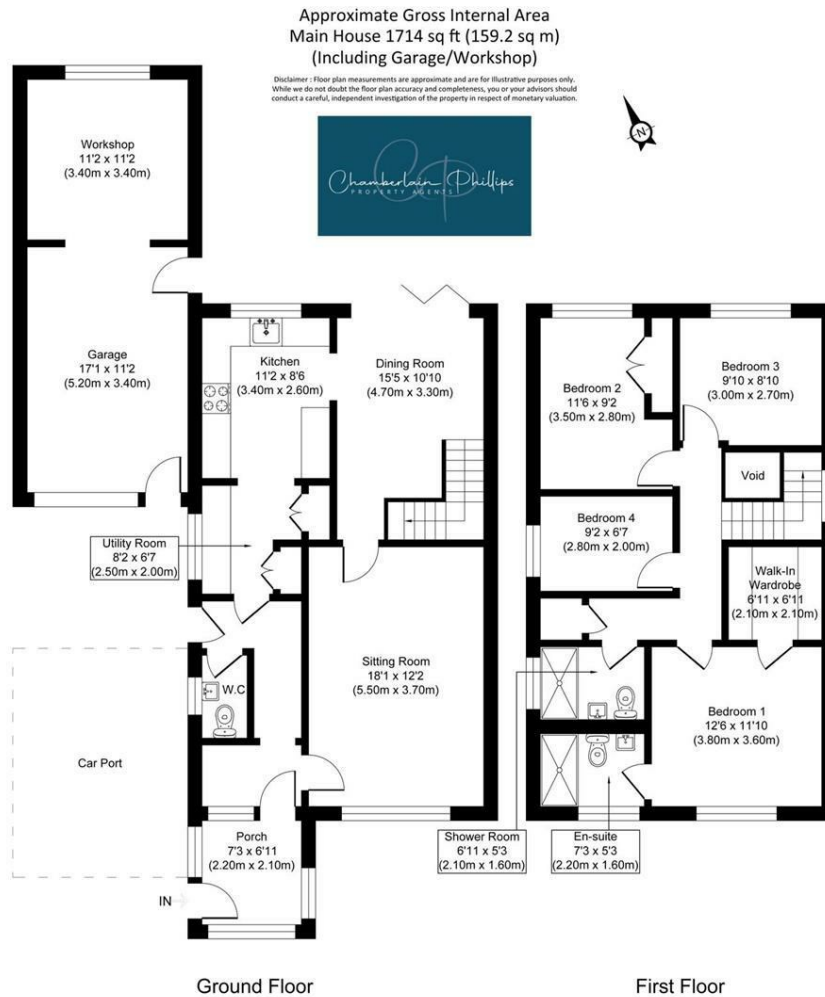 Approximate Gross Internal Area
Main House 1714 sq ft (159.2 sq m)
(Including Garage/Workshop)
Disclaimer : Floor plan measurements are approximate and are for Illustrative purposes only.
While we do not doubt the floor plan accuracy and completeness, you or your advisors should
conduct a careful, independent investigation of the property in respect of monetary valuation.
CP
Chamberlain Phillips
PROPERTY AGENTS
N
Workshop
11'2 x 11'2
(3.40m x 3.40m)
Garage
17'1 x 11'2
(5.20m x 3.40m)
Kitchen
11'2 x 8'6
(3.40m x 2.60m)
Dining Room
15'5 x 10'10
(4.70m x 3.30m)
Utility Room
8'2 x 6'7
(2.50m x 2.00m)
W.C
Sitting Room
18'1 x 12'2
(5.50m x 3.70m)
Car Port
Porch
7'3 x 6'11
(2.20m x 2.10m)
IN
Ground Floor
Bedroom 2
11'6 x 9'2
(3.50m x 2.80m)
Bedroom 3
9'10 x 8'10
(3.00m x 2.70m)
Void
Bedroom 4
9'2 x 6'7
(2.80m x 2.00m)
Walk-In
Wardrobe
6'11 x 6'11
(2.10m x 2.10m)
Bedroom 1
12'6 x 11'10
(3.80m x 3.60m)
Shower Room
6'11 x 5'3
(2.10m x 1.60m)
En-suite
7'3 x 5'3
(2.20m x 1.60m)
First Floor